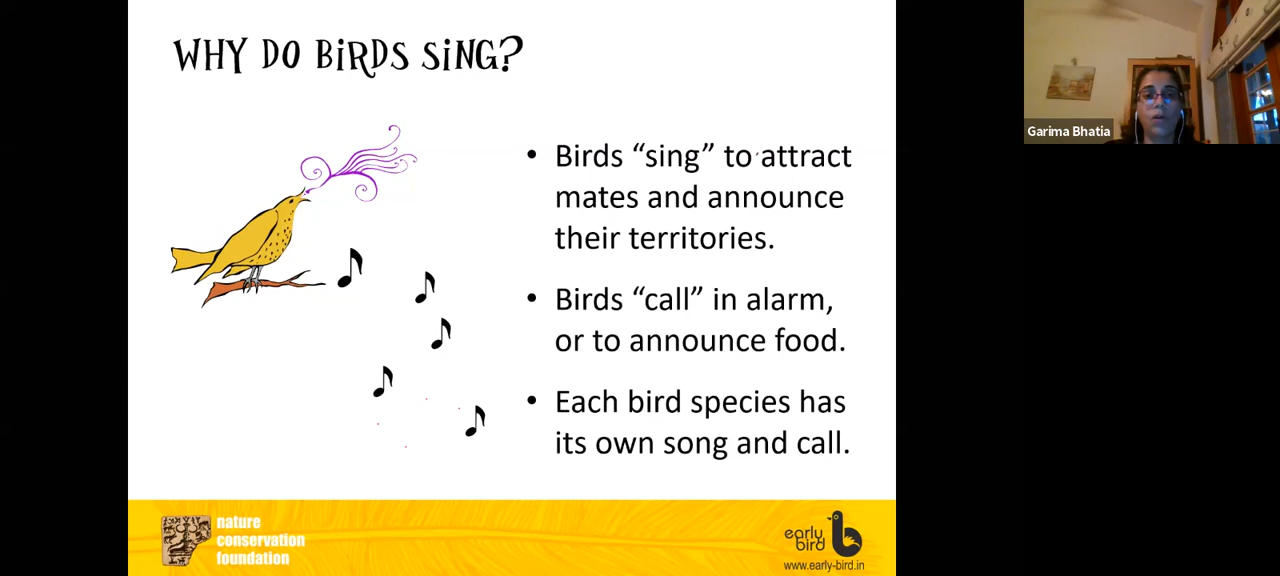 WHY DO BiRDS SiNG?
Garima Bhatia
• Birds “sing” to attract
mates and announce
their territories.
• Birds “call” in alarm,
or to announce food.
• Each bird species has
its own song and call.
nature
conservation
foundation
early
bird
www.early-bird.in